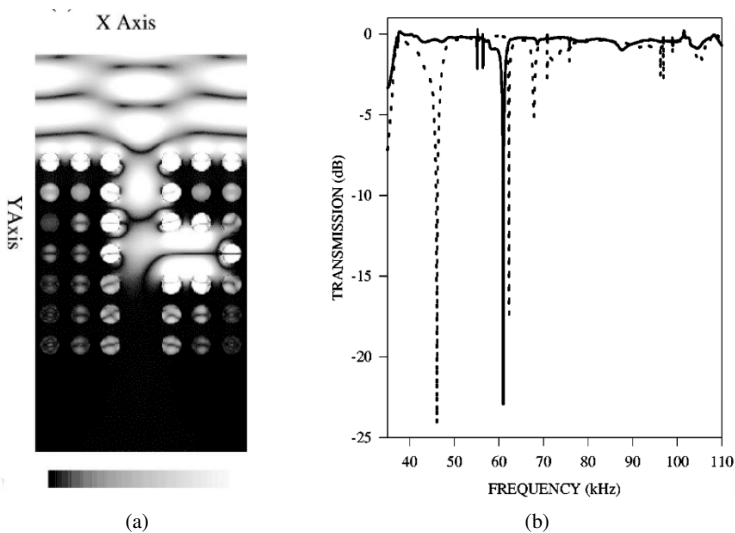 X Axis
Y Axis
(a)
0
-5
-10
-15
-20
-25
TRANSMISSION (dB)
40 50 60 70 80 90 100 110
FREQUENCY (kHz)
(b)